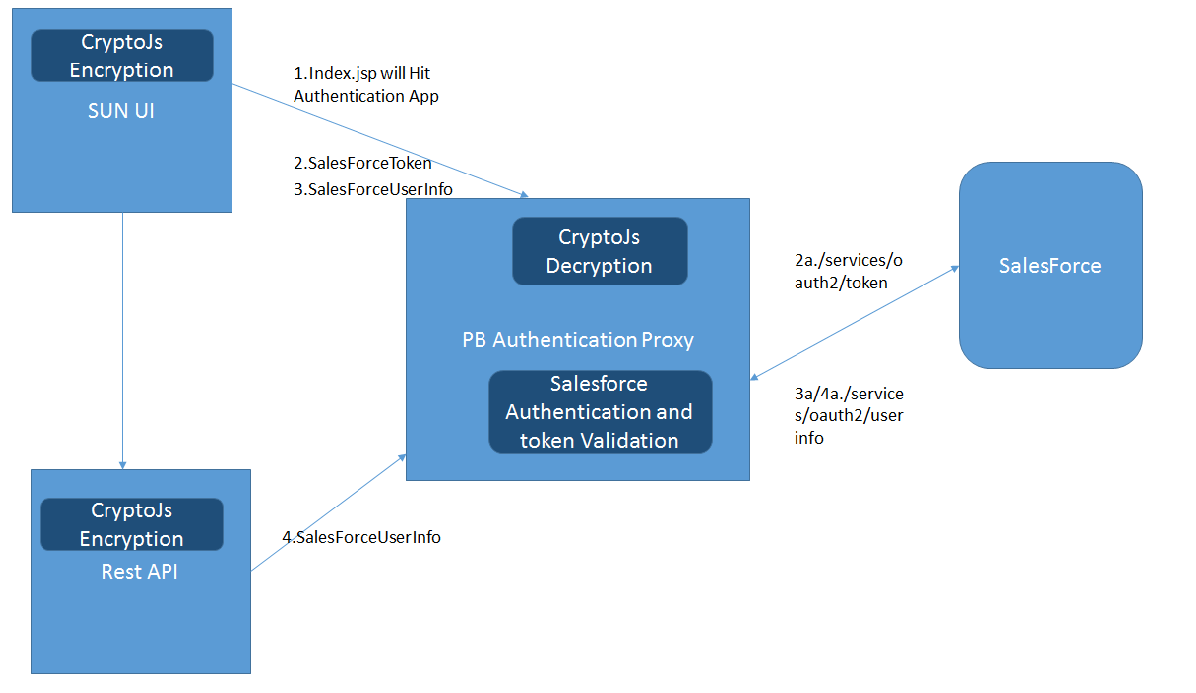 CryptoJs
Encryption
SUN UI
1.Index.jsp will Hit
Authentication App
2.SalesForceToken
3.SalesForceUserInfo
CryptoJs
Decryption
PB Authentication Proxy
Salesforce
Authentication and
token Validation
2a./services/o
auth2/token
SalesForce
3a/4a./service
s/oauth2/user
info
CryptoJs
Encryption
Rest API
4.SalesForceUserInfo